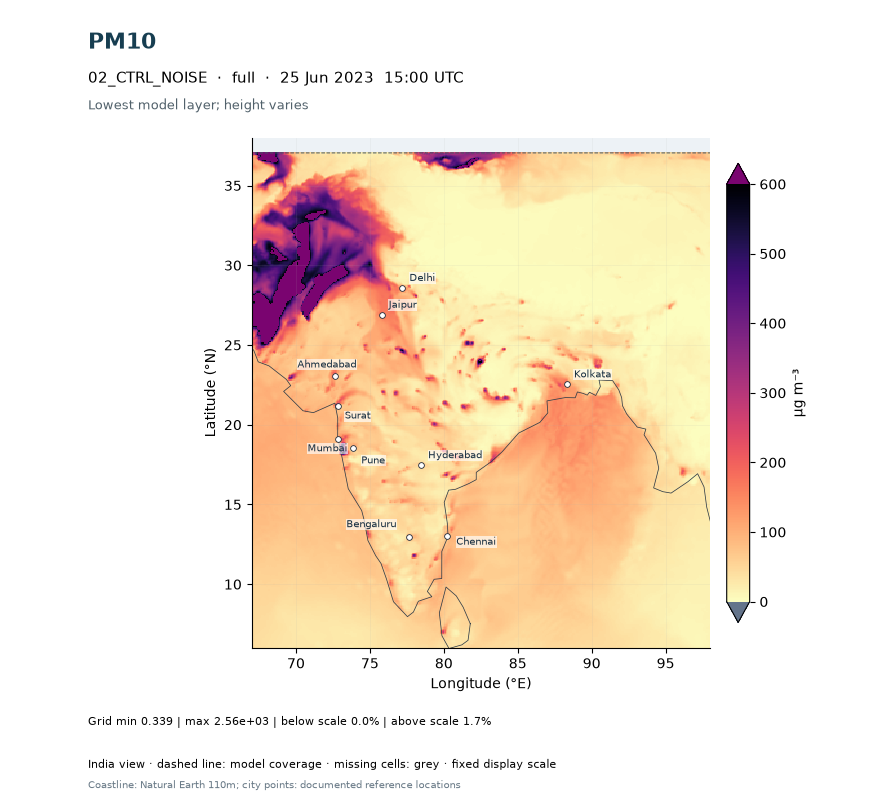 PM10
02_CTRL_NOISE · full · 25 Jun 2023 15:00 UTC
Lowest model layer; height varies
35
30
25
20
15
10
Latitude (°N)
70
75
80
85
90
95
Longitude (°E)
Delhi
Jaipur
Ahmedabad
Kolkata
Surat
Mumbai
Pune
Hyderabad
Bengaluru
Chennai
600
500
400
300
200
100
0
µg m⁻³
Grid min 0.339 | max 2.56e+03 | below scale 0.0% | above scale 1.7%
India view · dashed line: model coverage · missing cells: grey · fixed display scale
Coastline: Natural Earth 110m; city points: documented reference locations